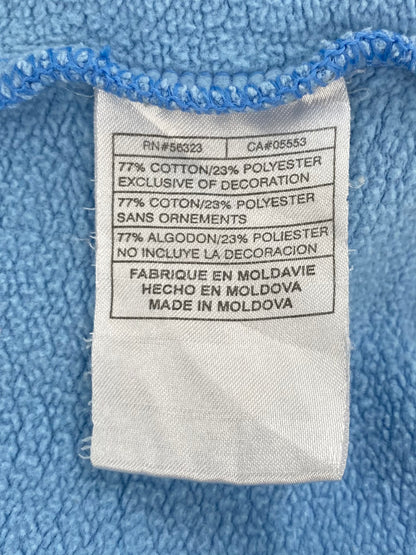 RN#56323 CA#05553
77% COTTON/23% POLYESTER
EXCLUSIVE OF DECORATION
77% COTON/23% POLYESTER
SANS ORNEMENTS
77% ALGODON/23% POLIESTER
NO INCLUYE LA DECORACION
FABRIQUE EN MOLDAVIE
HECHO EN MOLDOVA
MADE IN MOLDOVA